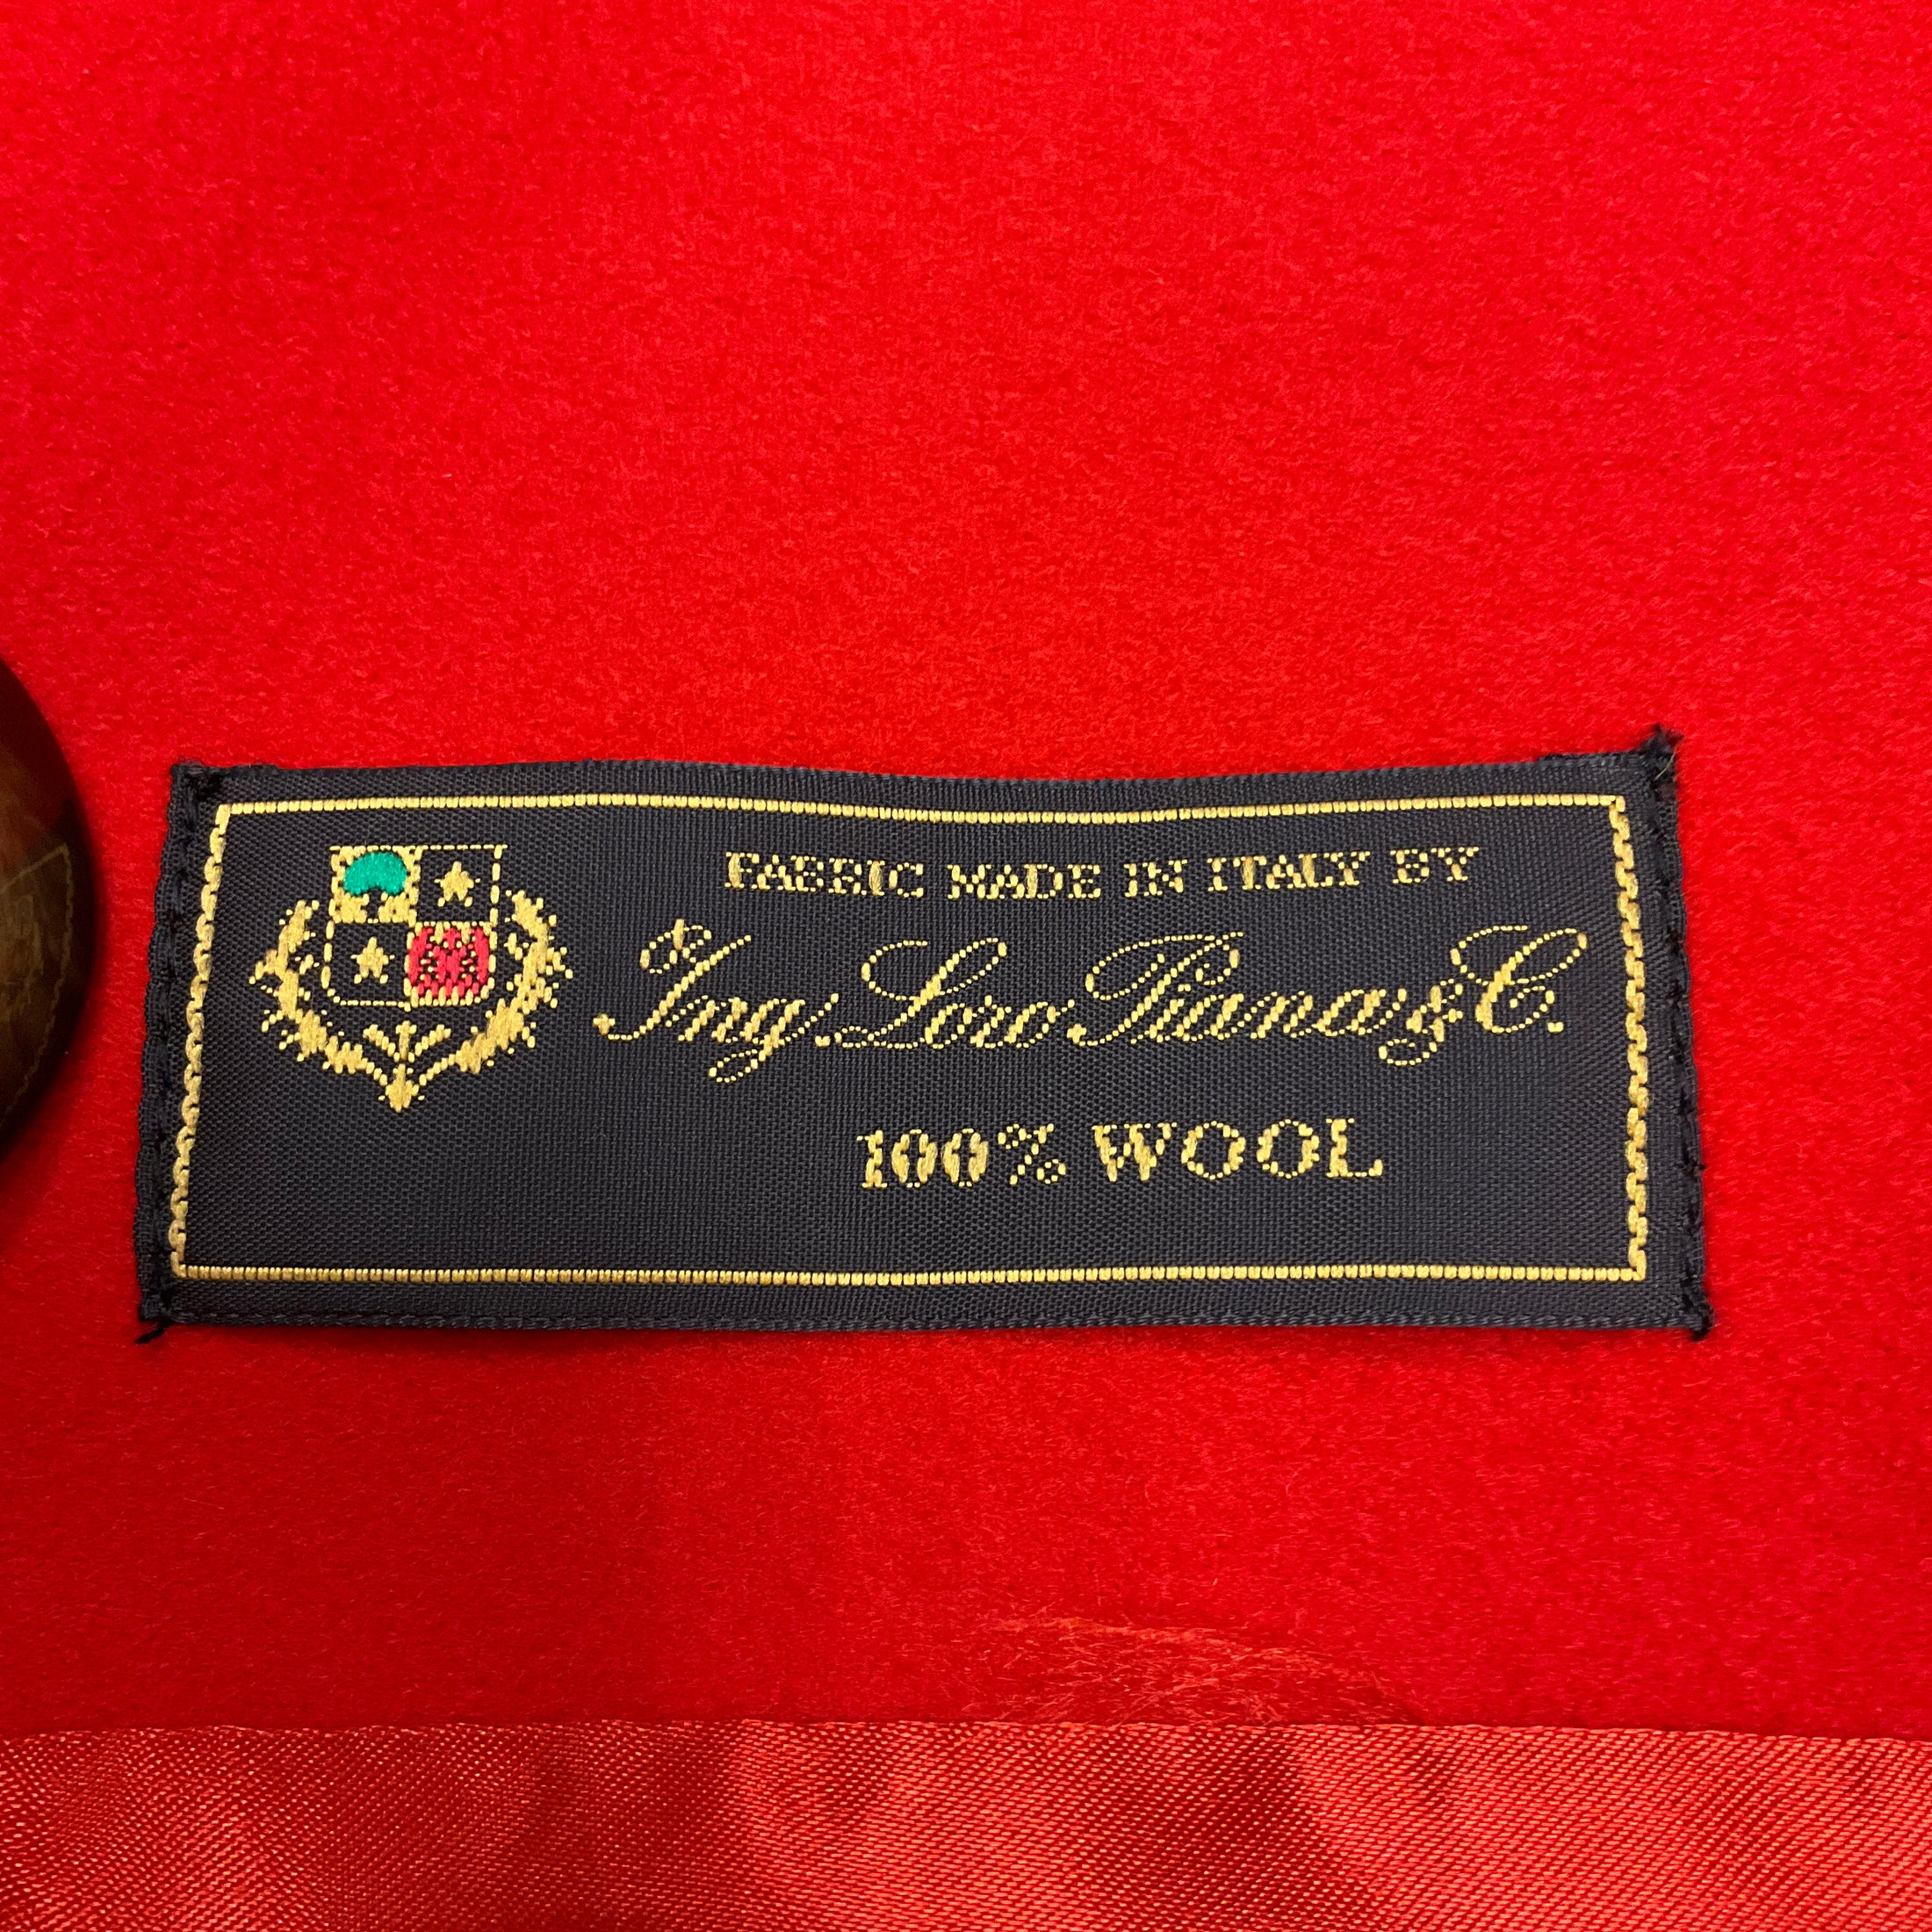 FABRIC MADE IN ITALY BY
Ing. Loro Piana & C.
100% WOOL